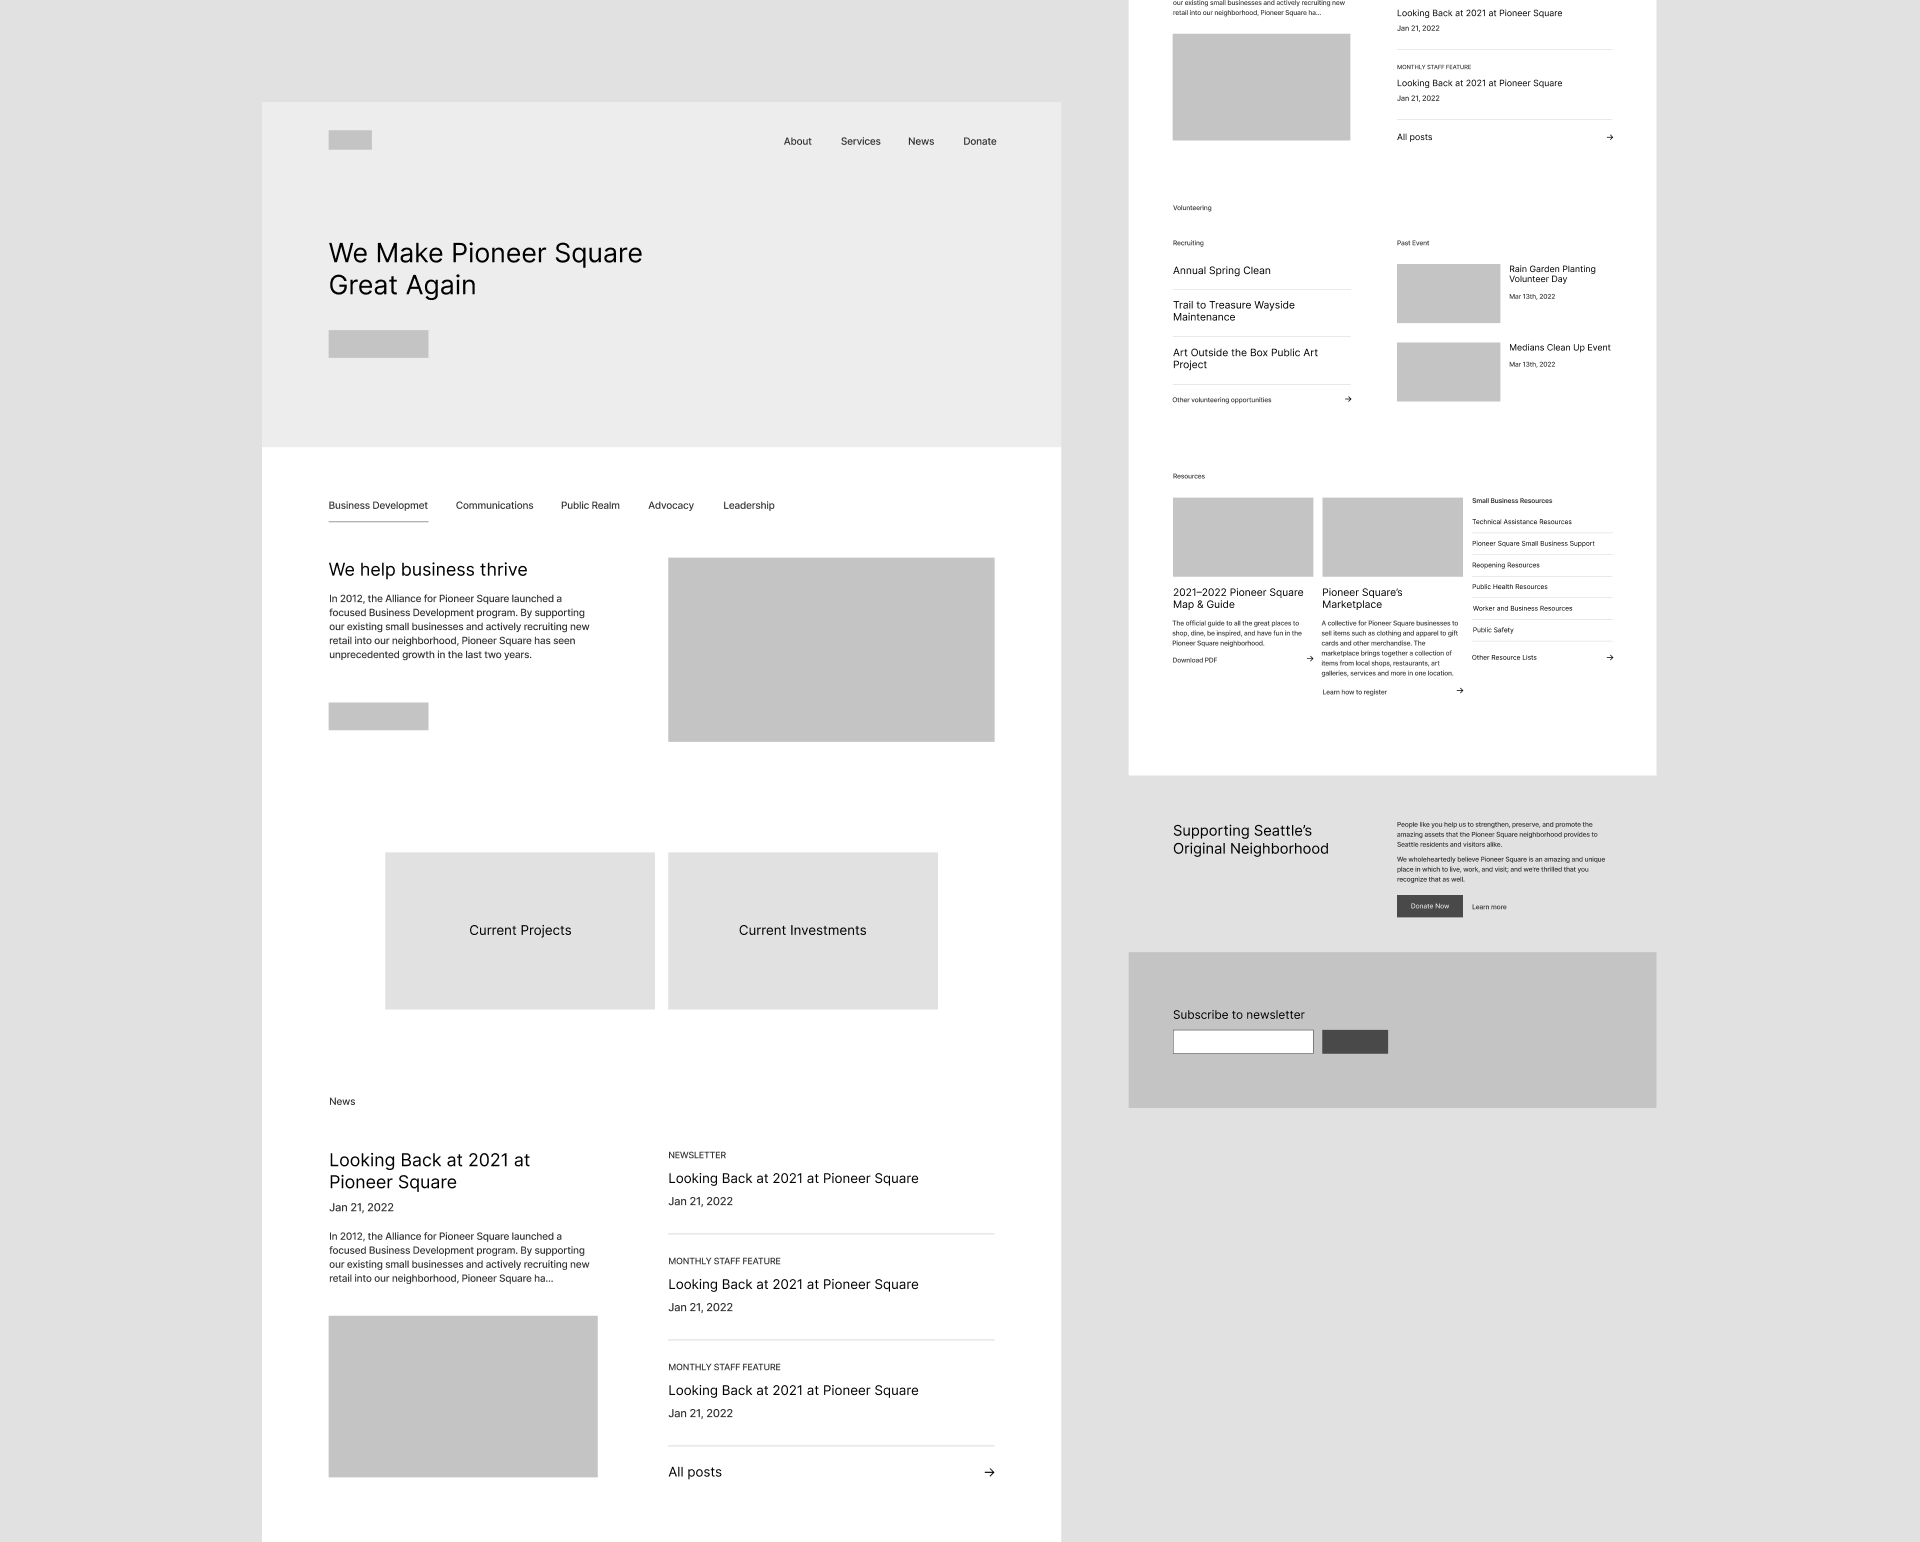 About Services News Donate
We Make Pioneer Square
Great Again
Business Developmet Communications Public Realm Advocacy Leadership
We help business thrive
In 2012, the Alliance for Pioneer Square launched a
focused Business Development program. By supporting
our existing small businesses and actively recruiting new
retail into our neighborhood, Pioneer Square has seen
unprecedented growth in the last two years.
Current Projects
Current Investments
News
Looking Back at 2021 at
Pioneer Square
Jan 21, 2022
In 2012, the Alliance for Pioneer Square launched a
focused Business Development program. By supporting
our existing small businesses and actively recruiting new
retail into our neighborhood, Pioneer Square ha...
NEWSLETTER
Looking Back at 2021 at Pioneer Square
Jan 21, 2022
MONTHLY STAFF FEATURE
Looking Back at 2021 at Pioneer Square
Jan 21, 2022
MONTHLY STAFF FEATURE
Looking Back at 2021 at Pioneer Square
Jan 21, 2022
All posts →
our existing small businesses and actively recruiting new
retail into our neighborhood, Pioneer Square ha...
Looking Back at 2021 at Pioneer Square
Jan 21, 2022
MONTHLY STAFF FEATURE
Looking Back at 2021 at Pioneer Square
Jan 21, 2022
All posts →
Volunteering
Recruiting
Annual Spring Clean
Trail to Treasure Wayside
Maintenance
Art Outside the Box Public Art
Project
Other volunteering opportunities →
Past Event
Rain Garden Planting
Volunteer Day
Mar 13th, 2022
Medians Clean Up Event
Mar 13th, 2022
Resources
2021–2022 Pioneer Square
Map & Guide
The official guide to all the great places to
shop, dine, be inspired, and have fun in the
Pioneer Square neighborhood.
Download PDF →
Pioneer Square's
Marketplace
A collective for Pioneer Square businesses to
sell items such as clothing and apparel to gift
cards and other merchandise. The
marketplace brings together a collection of
items from local shops, restaurants, art
galleries, services and more in one location.
Learn how to register →
Small Business Resources
Technical Assistance Resources
Pioneer Square Small Business Support
Reopening Resources
Public Health Resources
Worker and Business Resources
Public Safety
Other Resource Lists →
Supporting Seattle's
Original Neighborhood
People like you help us to strengthen, preserve, and promote the
amazing assets that the Pioneer Square neighborhood provides to
Seattle residents and visitors alike.
We wholeheartedly believe Pioneer Square is an amazing and unique
place in which to live, work, and visit; and we're thrilled that you
recognize that as well.
Donate Now Learn more
Subscribe to newsletter